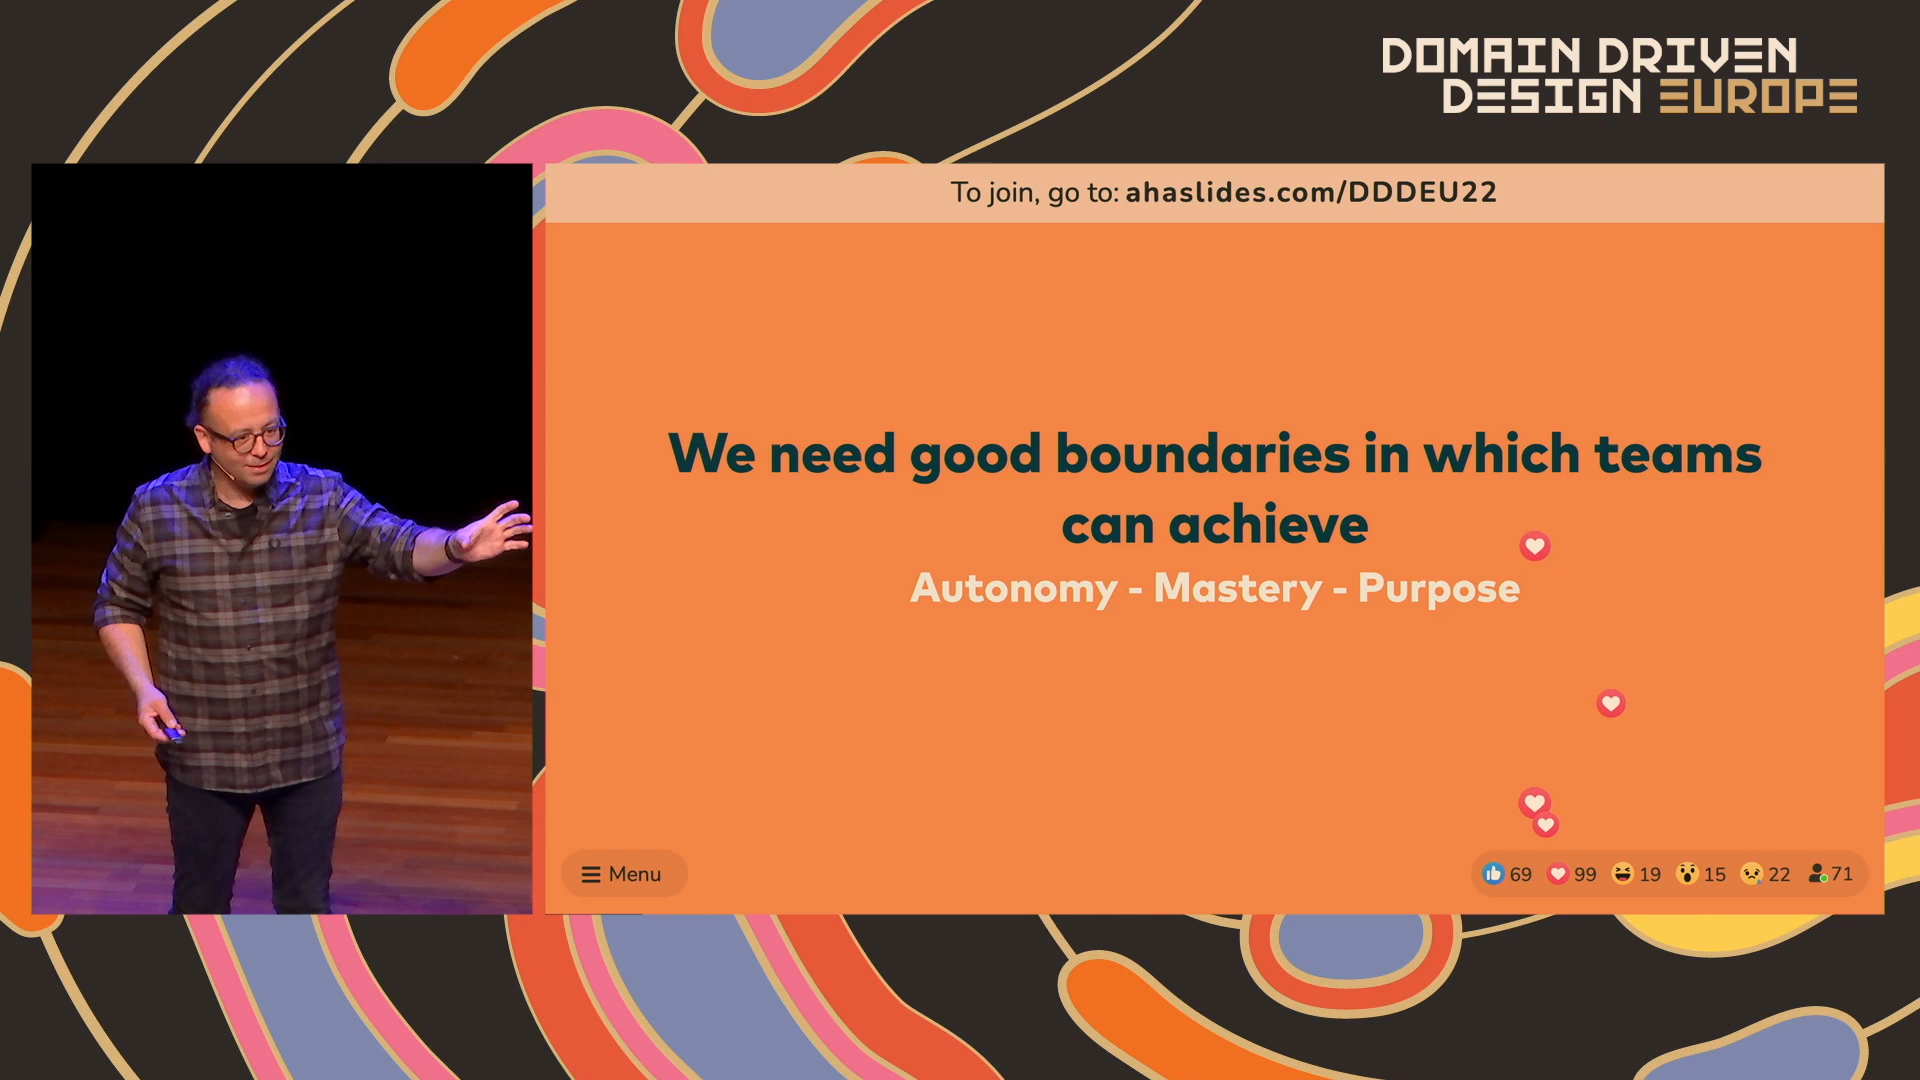 DOMAIN DRIVEN
DESIGN EUROPE
To join, go to: ahaslides.com/DDDEU22
We need good boundaries in which teams
can achieve
Autonomy - Mastery - Purpose
Menu
69 99 19 15 22 71